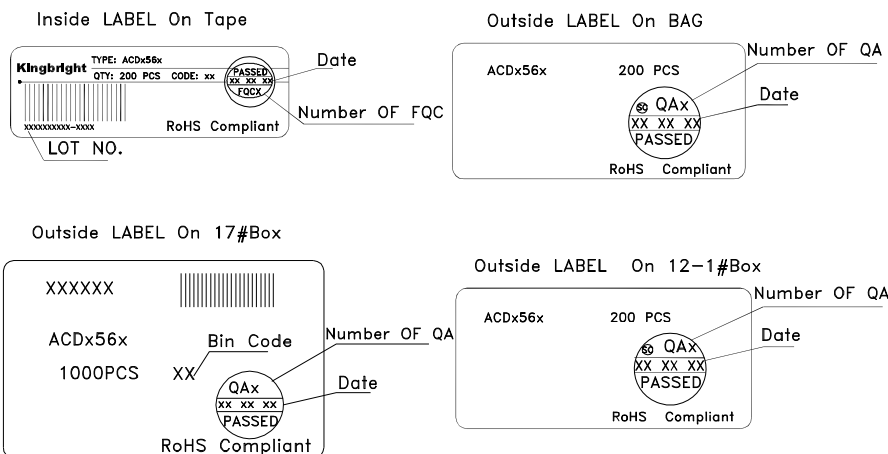 Inside LABEL On Tape
Kingbright
TYPE: ACDx56x
QTY: 200 PCS CODE: xx
PASSED
xx xx xx
FQCX
xxxxxxxxxx-xxxx
RoHS Compliant
Date
Number OF FQC
LOT NO.
Outside LABEL On BAG
ACDx56x 200 PCS
SC QAx
XX XX XX
PASSED
RoHS Compliant
Number OF QA
Date
Outside LABEL On 17#Box
XXXXXX
ACDx56x
Bin Code
1000PCS XX
QAx
xx xx xx
PASSED
RoHS Compliant
Number OF QA
Date
Outside LABEL On 12-1#Box
ACDx56x 200 PCS
SC QAx
XX XX XX
PASSED
RoHS Compliant
Number OF QA
Date